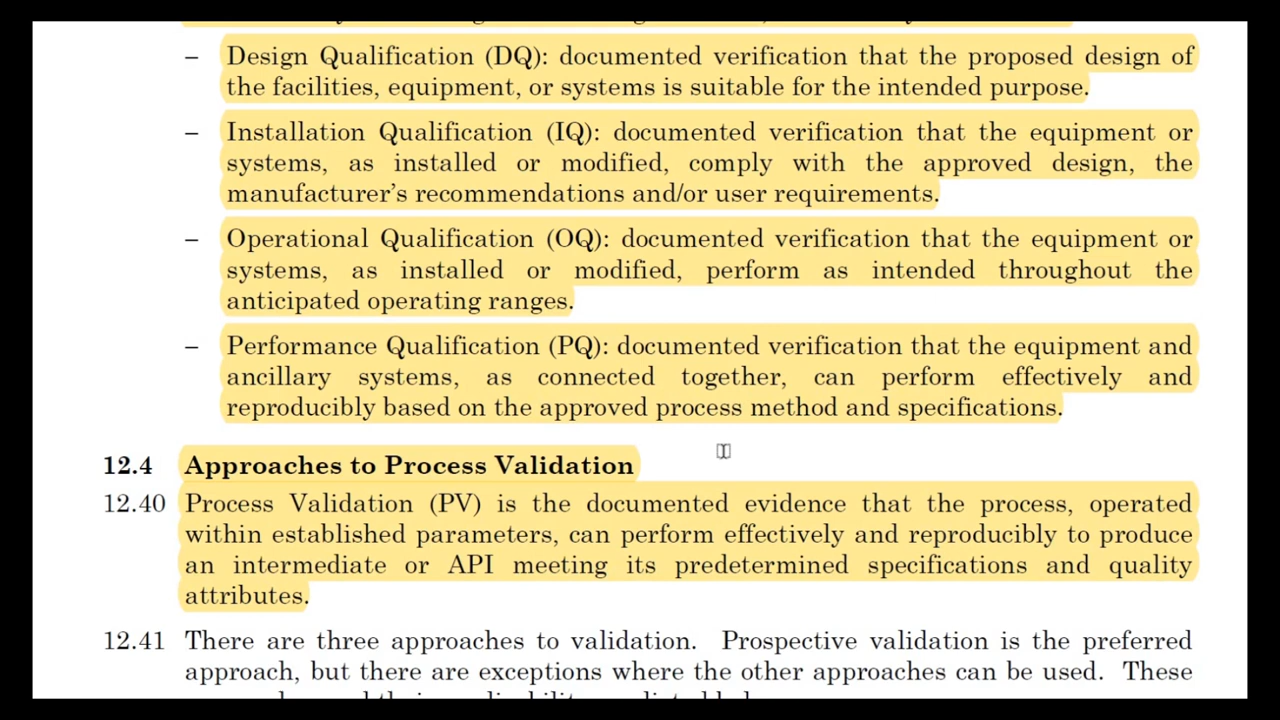 – Design Qualification (DQ): documented verification that the proposed design of
the facilities, equipment, or systems is suitable for the intended purpose.
– Installation Qualification (IQ): documented verification that the equipment or
systems, as installed or modified, comply with the approved design, the
manufacturer’s recommendations and/or user requirements.
– Operational Qualification (OQ): documented verification that the equipment or
systems, as installed or modified, perform as intended throughout the
anticipated operating ranges.
– Performance Qualification (PQ): documented verification that the equipment and
ancillary systems, as connected together, can perform effectively and
reproducibly based on the approved process method and specifications.
12.4 Approaches to Process Validation
12.40 Process Validation (PV) is the documented evidence that the process, operated
within established parameters, can perform effectively and reproducibly to produce
an intermediate or API meeting its predetermined specifications and quality
attributes.
12.41 There are three approaches to validation. Prospective validation is the preferred
approach, but there are exceptions where the other approaches can be used. These